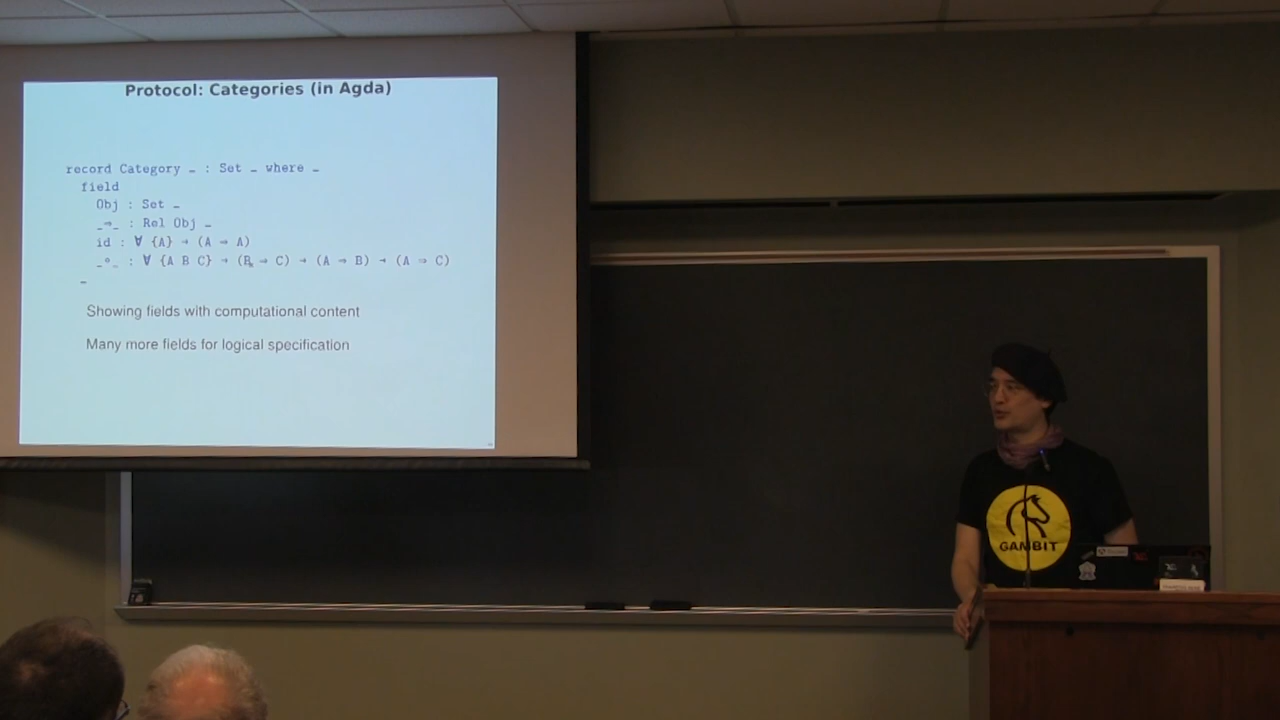 Protocol: Categories (in Agda)
record Category _ : Set _ where _
field
Obj : Set _
_⇒_ : Rel Obj _
id : ∀ {A} → (A ⇒ A)
_∘_ : ∀ {A B C} → (B ⇒ C) → (A ⇒ B) → (A ⇒ C)
_
Showing fields with computational content
Many more fields for logical specification
GAMBIT